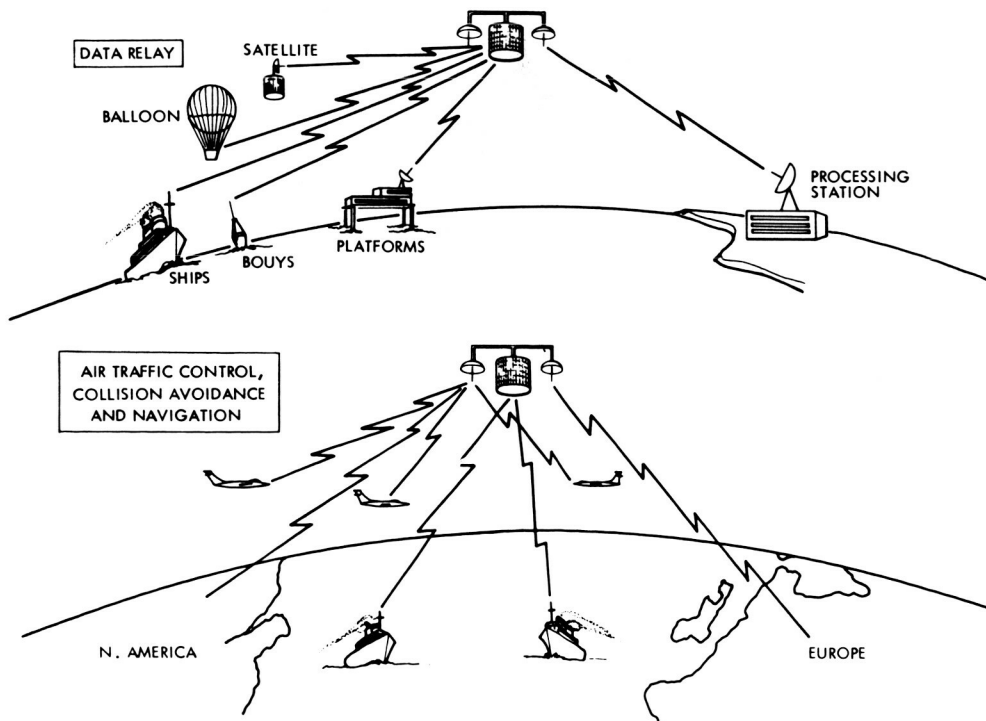 DATA RELAY
SATELLITE
BALLOON
PROCESSING
STATION
PLATFORMS
BOUYS
SHIPS
AIR TRAFFIC CONTROL,
COLLISION AVOIDANCE
AND NAVIGATION
N. AMERICA
EUROPE